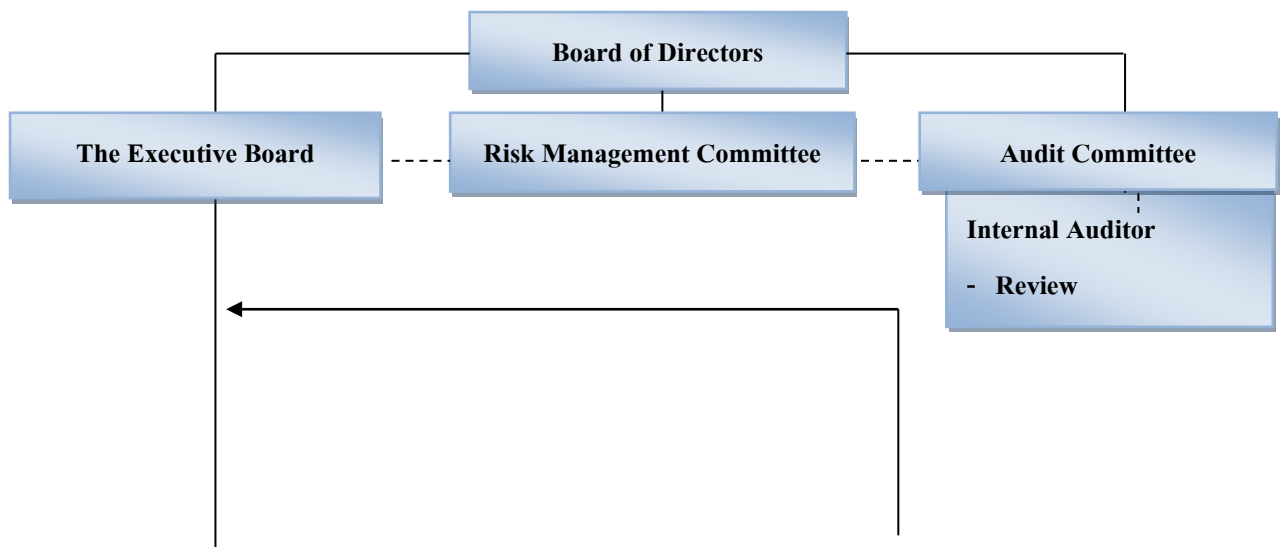 Board of Directors
The Executive Board
Risk Management Committee
Audit Committee
Internal Auditor
- Review